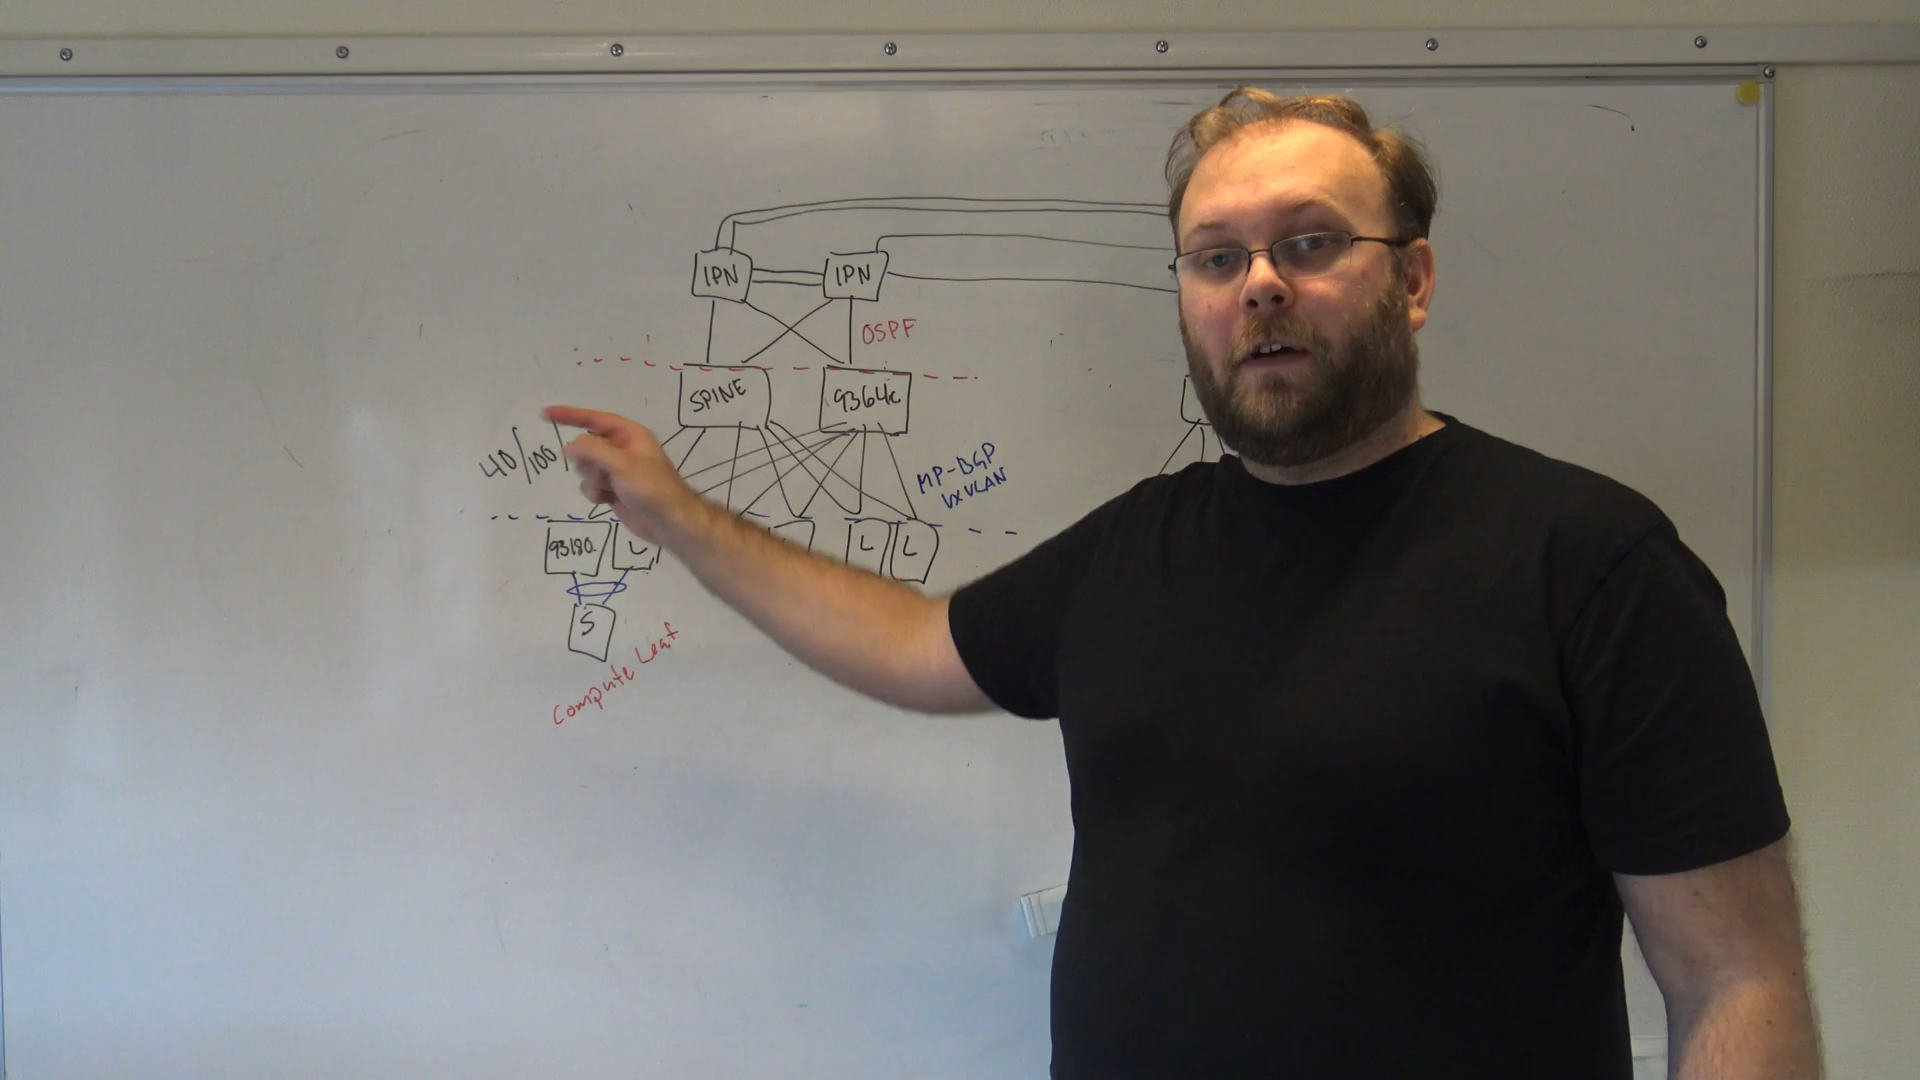 IPN
IPN
OSPF
SPINE
9364c
40/100/
MP-BGP
VXVLAN
93180.
L
L
L
S
Compute Leaf